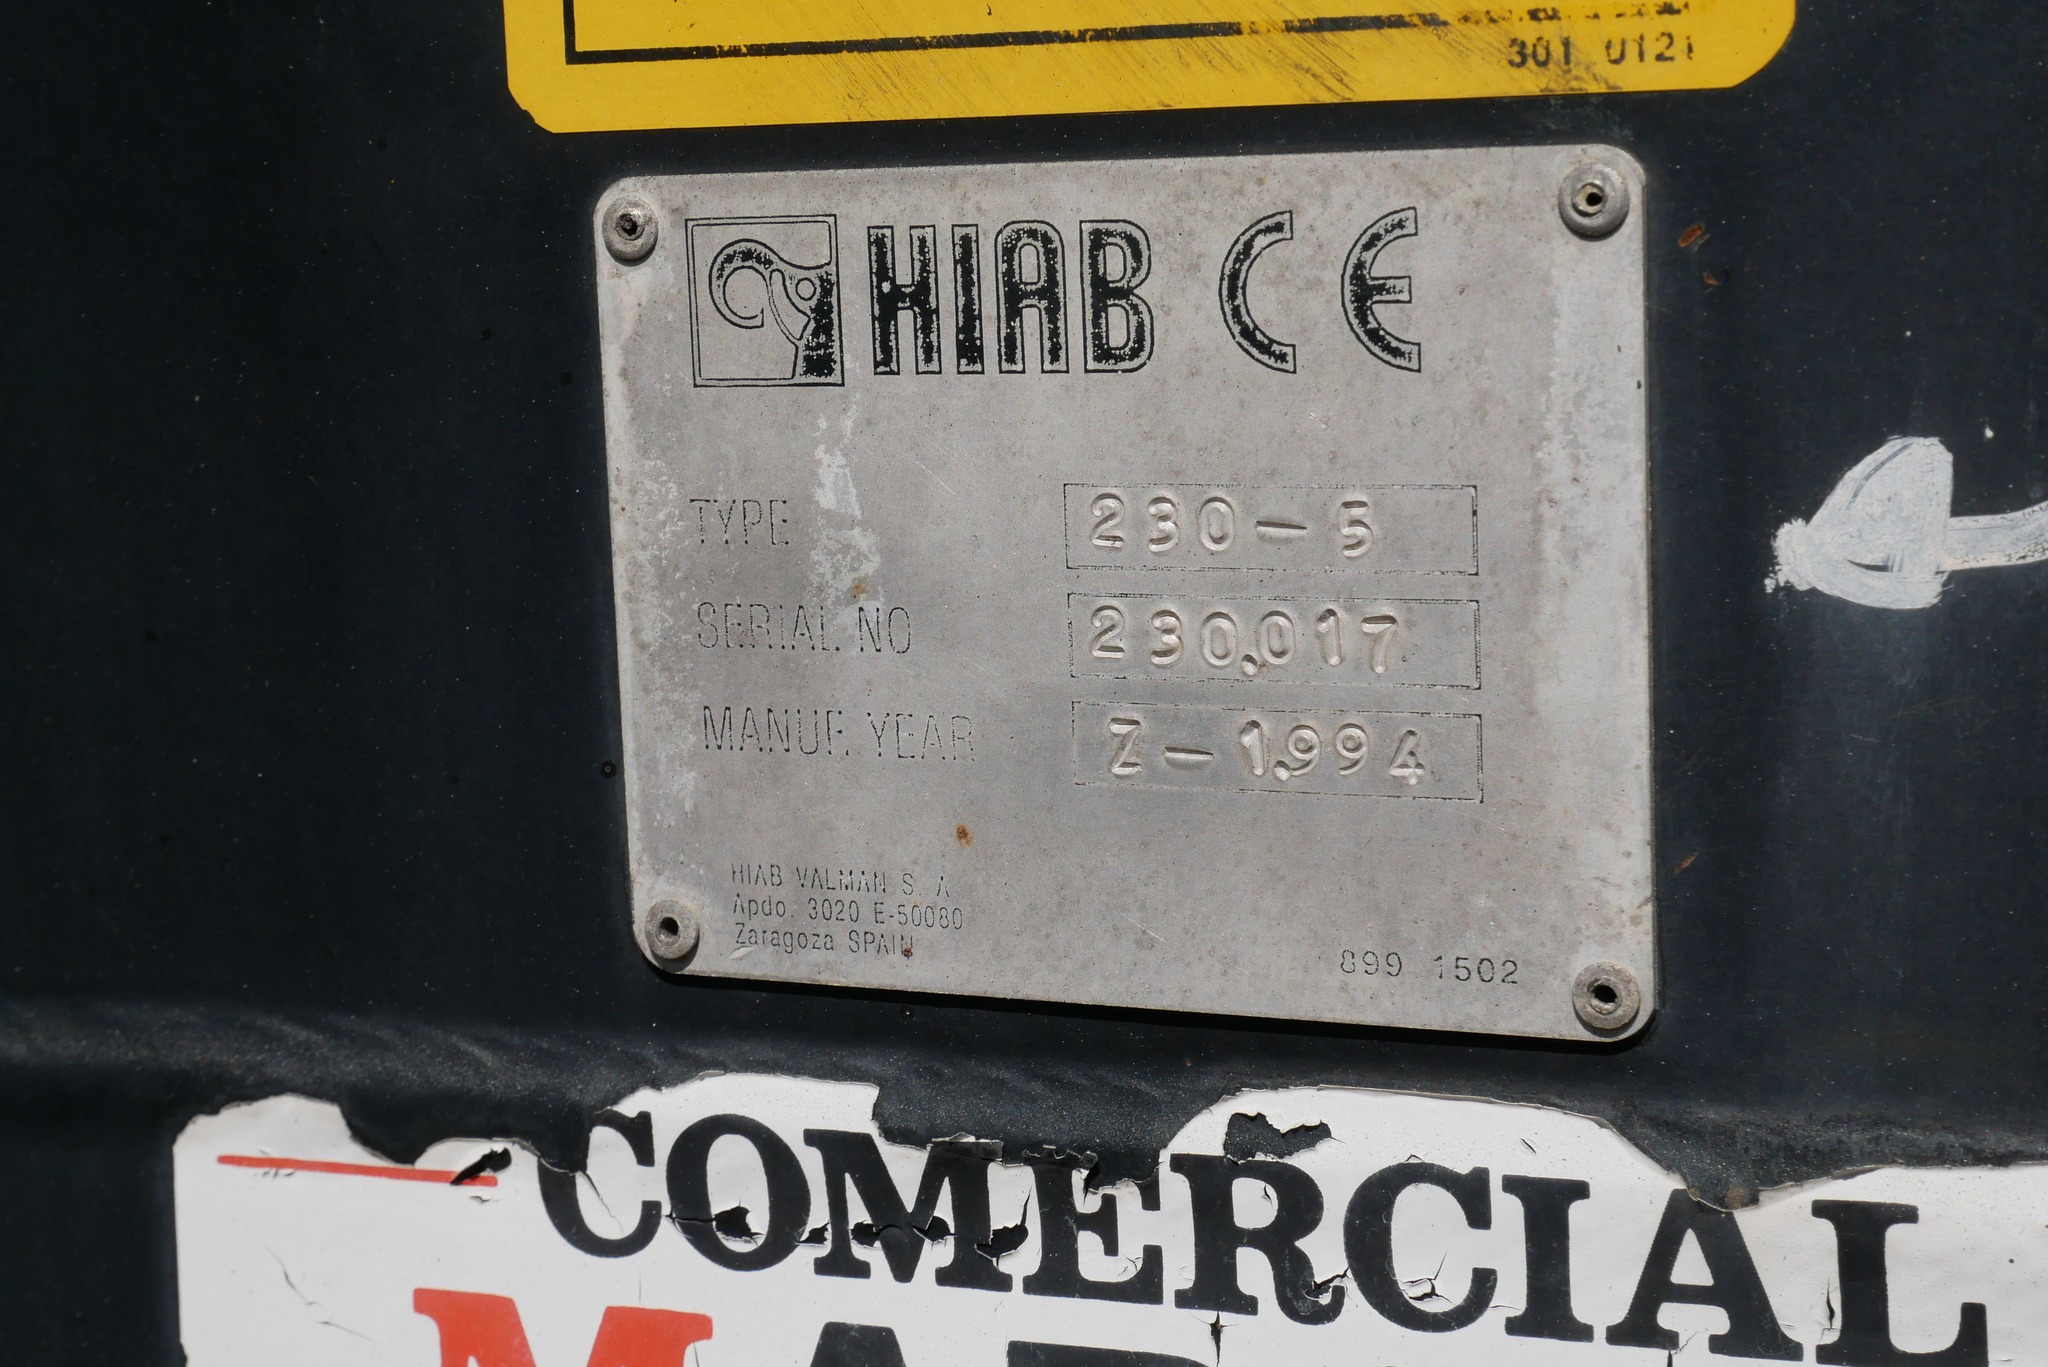 301 0121
HIAB CE
TYPE 230-5
SERIAL NO 230.017
MANUF. YEAR Z-1.994
HIAB VALMAN S. A.
Apdo. 3020 E-50080
Zaragoza SPAIN
899 1502
COMERCIAL